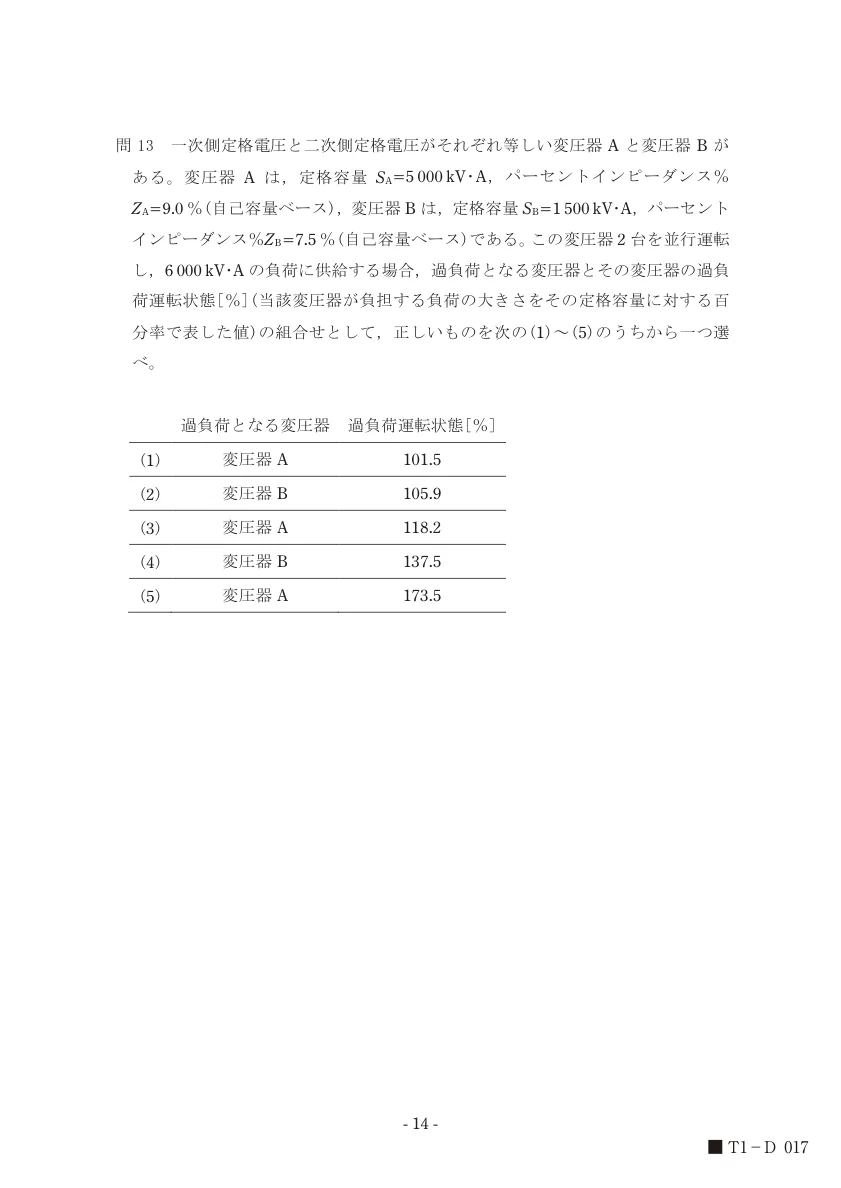 問 13　一次側定格電圧と二次側定格電圧がそれぞれ等しい変圧器 A と変圧器 B が
ある。変圧器 A は，定格容量 SA=5 000 kV･A，パーセントインピーダンス%
ZA=9.0 %(自己容量ベース)，変圧器 B は，定格容量 SB=1 500 kV･A，パーセント
インピーダンス%ZB=7.5 %(自己容量ベース)である。この変圧器 2 台を並行運転
し，6 000 kV･A の負荷に供給する場合，過負荷となる変圧器とその変圧器の過負
荷運転状態[%](当該変圧器が負担する負荷の大きさをその定格容量に対する百
分率で表した値)の組合せとして，正しいものを次の(1)～(5)のうちから一つ選
べ。
過負荷となる変圧器　過負荷運転状態[%]
(1)　変圧器 A　101.5
(2)　変圧器 B　105.9
(3)　変圧器 A　118.2
(4)　変圧器 B　137.5
(5)　変圧器 A　173.5
- 14 -
■ T1－D 017